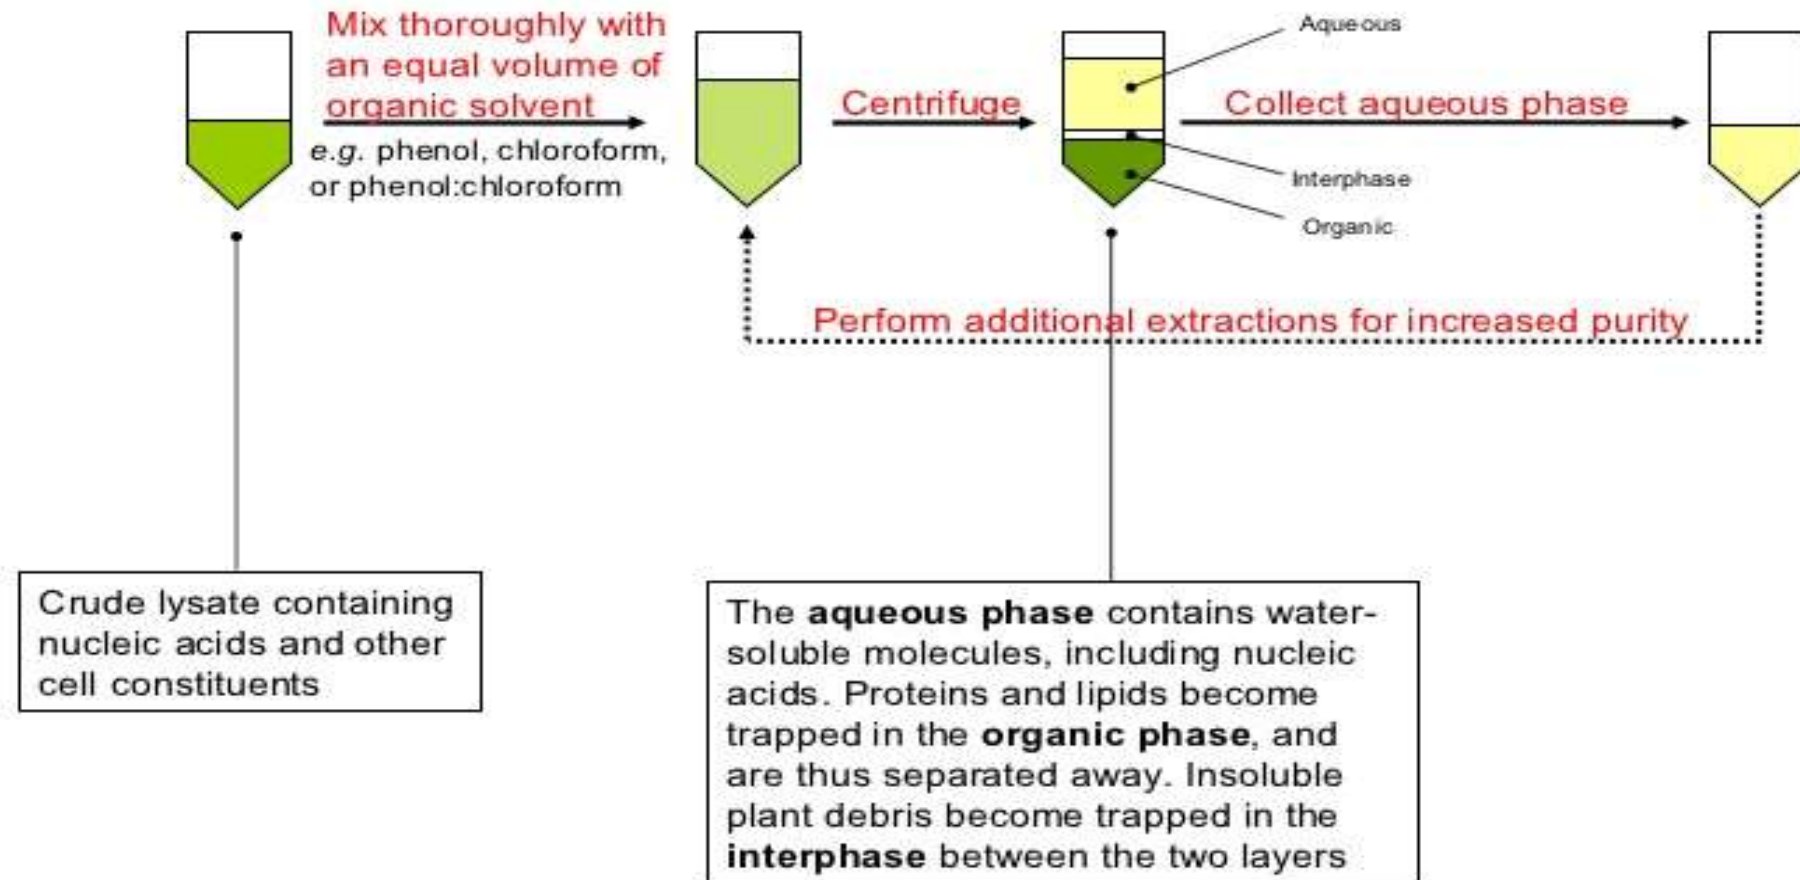 Mix thoroughly with
an equal volume of
organic solvent
e.g. phenol, chloroform,
or phenol:chloroform
Centrifuge
Aqueous
Interphase
Organic
Collect aqueous phase
Perform additional extractions for increased purity
Crude lysate containing
nucleic acids and other
cell constituents
The aqueous phase contains water-
soluble molecules, including nucleic
acids. Proteins and lipids become
trapped in the organic phase, and
are thus separated away. Insoluble
plant debris become trapped in the
interphase between the two layers